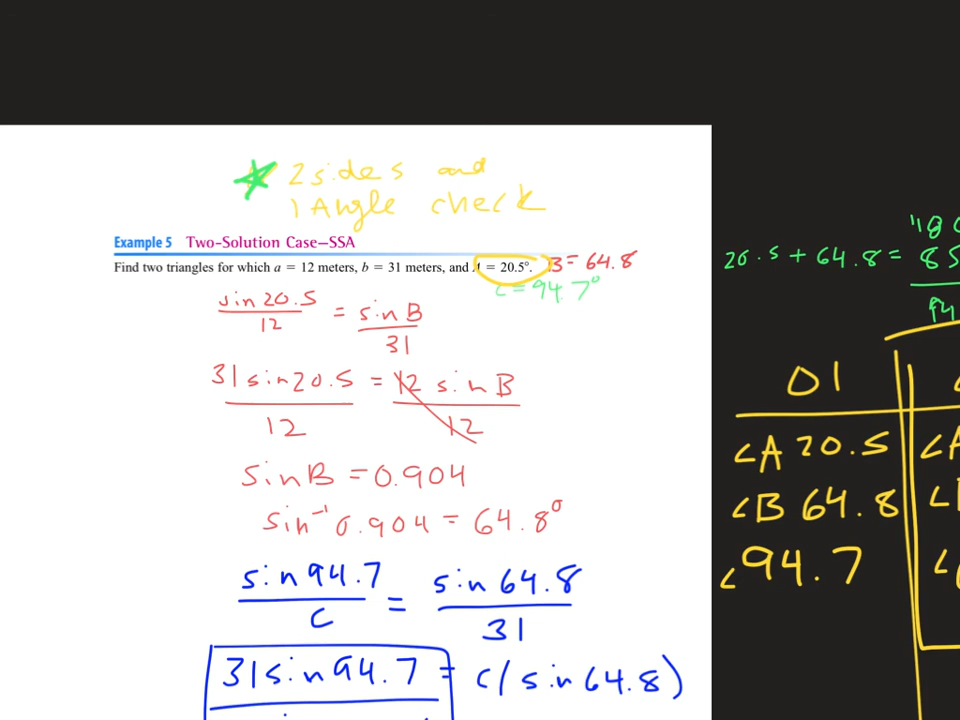 2 sides and
1 Angle check
Example 5 Two-Solution Case—SSA
Find two triangles for which a = 12 meters, b = 31 meters, and A = 20.5°. B = 64.8
C = 94.7°
sin 20.5 / 12 = sin B / 31
31 sin 20.5 / 12 = 12 sin B / 12
sin B = 0.904
sin⁻¹ 0.904 = 64.8°
sin 94.7 / C = sin 64.8 / 31
31 sin 94.7 = C/ sin 64.8)
20.5 + 64.8 =
01
<A 20.5
<B 64.8
< 94.7